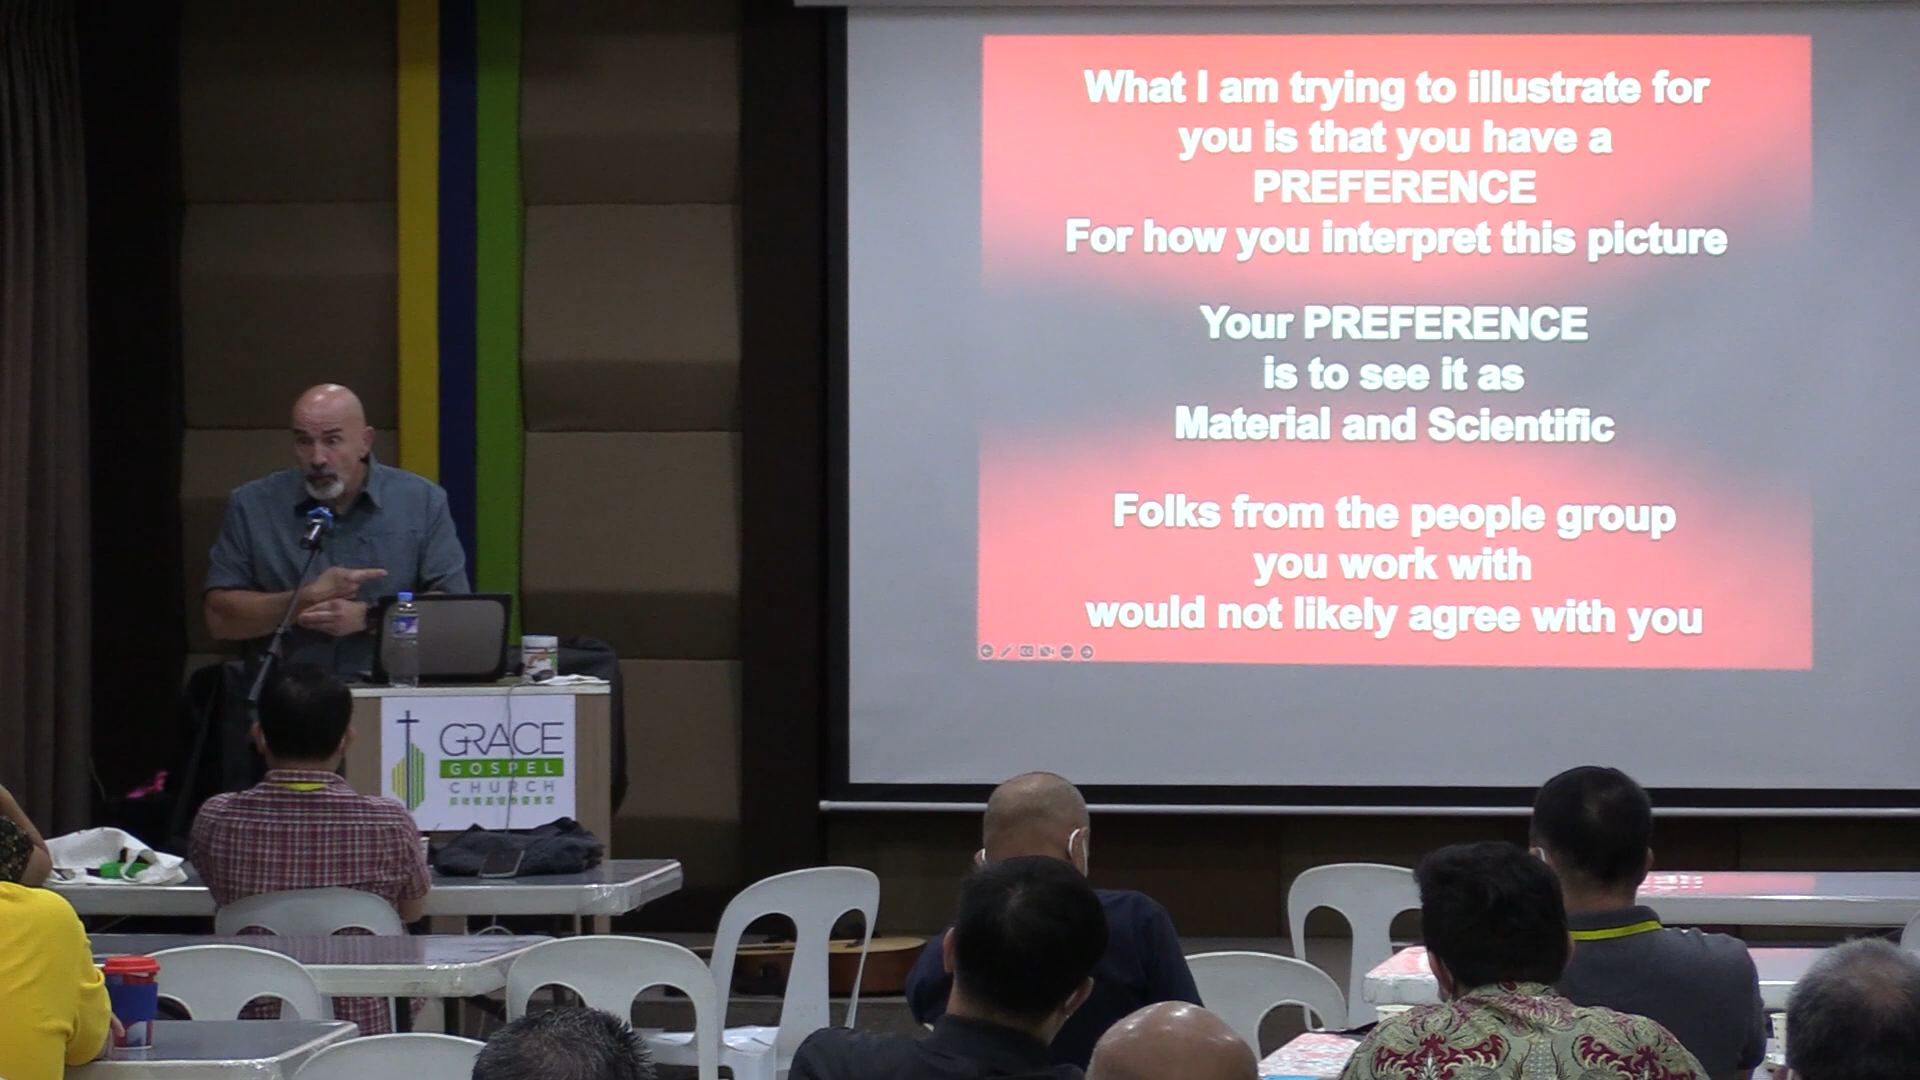 What I am trying to illustrate for
you is that you have a
PREFERENCE
For how you interpret this picture
Your PREFERENCE
is to see it as
Material and Scientific
Folks from the people group
you work with
would not likely agree with you
GRACE
GOSPEL
CHURCH